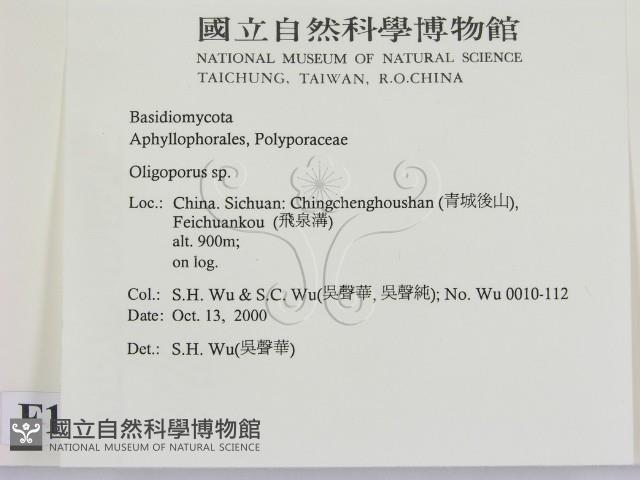 國立自然科學博物館
NATIONAL MUSEUM OF NATURAL SCIENCE
TAICHUNG, TAIWAN, R.O.CHINA
Basidiomycota
Aphyllophorales, Polyporaceae
Oligoporus sp.
Loc.: China. Sichuan: Chingchenghoushan (青城後山),
Feichuankou (飛泉溝)
alt. 900m;
on log.
Col.: S.H. Wu & S.C. Wu(吳聲華, 吳聲純); No. Wu 0010-112
Date: Oct. 13, 2000
Det.: S.H. Wu(吳聲華)
國立自然科學博物館
NATIONAL MUSEUM OF NATURAL SCIENCE